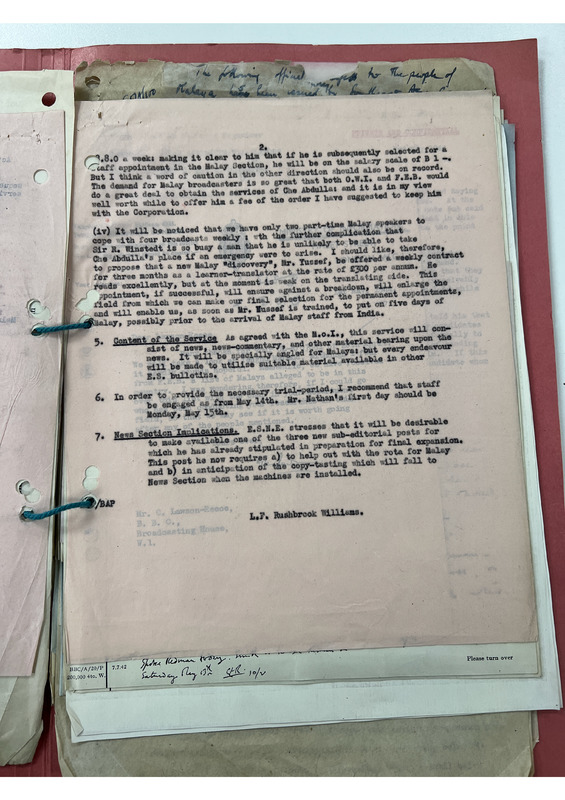 The following
to the people of
Malaya
2.
8.8.0 a week: making it clear to him that if he is subsequently selected for a
staff appointment in the Malay Section, he will be on the salary scale of B 1 -.
But I think a word of caution in the other direction should also be on record.
The demand for Malay broadcasters is so great that both O.W.I. and F.E.B. would
do a great deal to obtain the services of Che Abdulla: and it is in my view
well worth while to offer him a fee of the order I have suggested to keep him
with the Corporation.
(iv) It will be noticed that we have only two part-time Malay speakers to
cope with four broadcasts weekly : with the further complication that
Sir R. Winstedt is so busy a man that he is unlikely to be able to take
Che Abdulla's place if an emergency were to arise. I should like, therefore,
to propose that a new Malay "discovery", Mr. Yussef, be offered a weekly contract
for three months as a learner-translator at the rate of £300 per annum. He
reads excellently, but at the moment is weak on the translating side. This
appointment, if successful, will ensure against a breakdown, will enlarge the
field from which we can make our final selection for the permanent appointments,
and will enable us, as soon as Mr. Yussef is trained, to put on five days of
Malay, possibly prior to the arrival of Malay staff from India.
5. Content of the Service As agreed with the M.o.I., this service will con-
sist of news, news-commentary, and other material bearing upon the
news. It will be specially angled for Malaya: but every endeavour
will be made to utilise suitable material available in other
E.S. bulletins.
6. In order to provide the necessary trial-period, I recommend that staff
be engaged as from May 14th. Mr. Nathan's first day should be
Monday, May 15th.
7. News Section Implications. E.S.N.E. stresses that it will be desirable
to make available one of the three new sub-editorial posts for
which he has already stipulated in preparation for final expansion.
This post he now requires a) to help out with the rota for Malay
and b) in anticipation of the copy-tasting which will fall to
News Section when the machines are installed.
/BAP
L.F. Rushbrook Williams.
Mr. C. Lawson-Reece,
B. B. C.,
Broadcasting House,
W.1.
BBC/A/20/P
200,000 4to. W.
7.7.42
Saturday May 13th
10/5
Please turn over